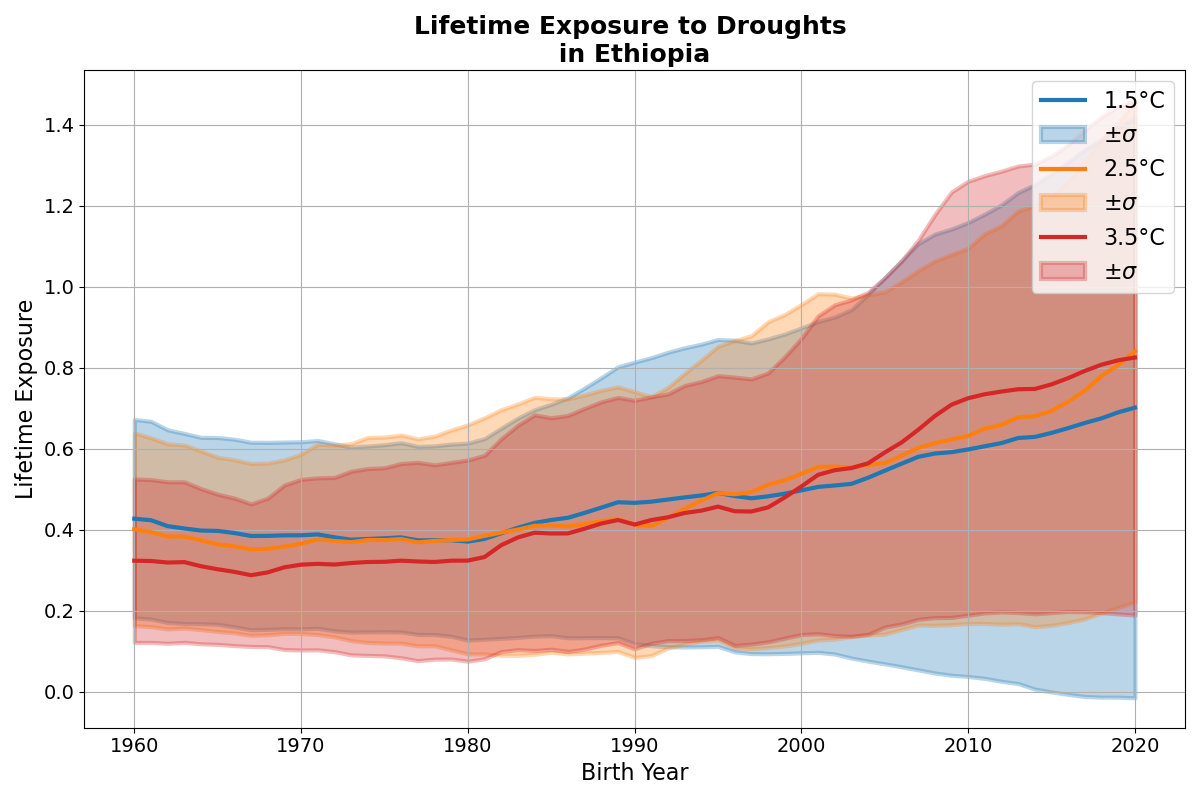 Lifetime Exposure to Droughts
in Ethiopia
1.5°C
±σ
2.5°C
±σ
3.5°C
±σ
Lifetime Exposure
1.4
1.2
1.0
0.8
0.6
0.4
0.2
0.0
1960 1970 1980 1990 2000 2010 2020
Birth Year